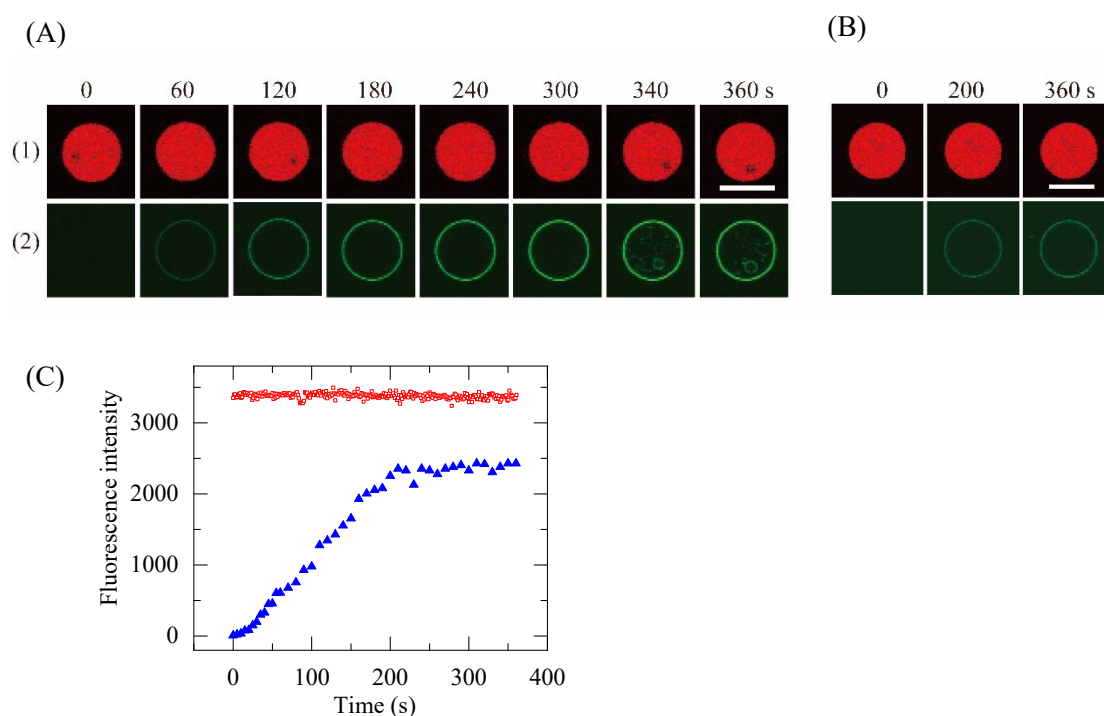 (A)
0 60 120 180 240 300 340 360 s
(1)
(2)
(B)
0 200 360 s
(C)
Fluorescence intensity
3000
2000
1000
0
0 100 200 300 400
Time (s)